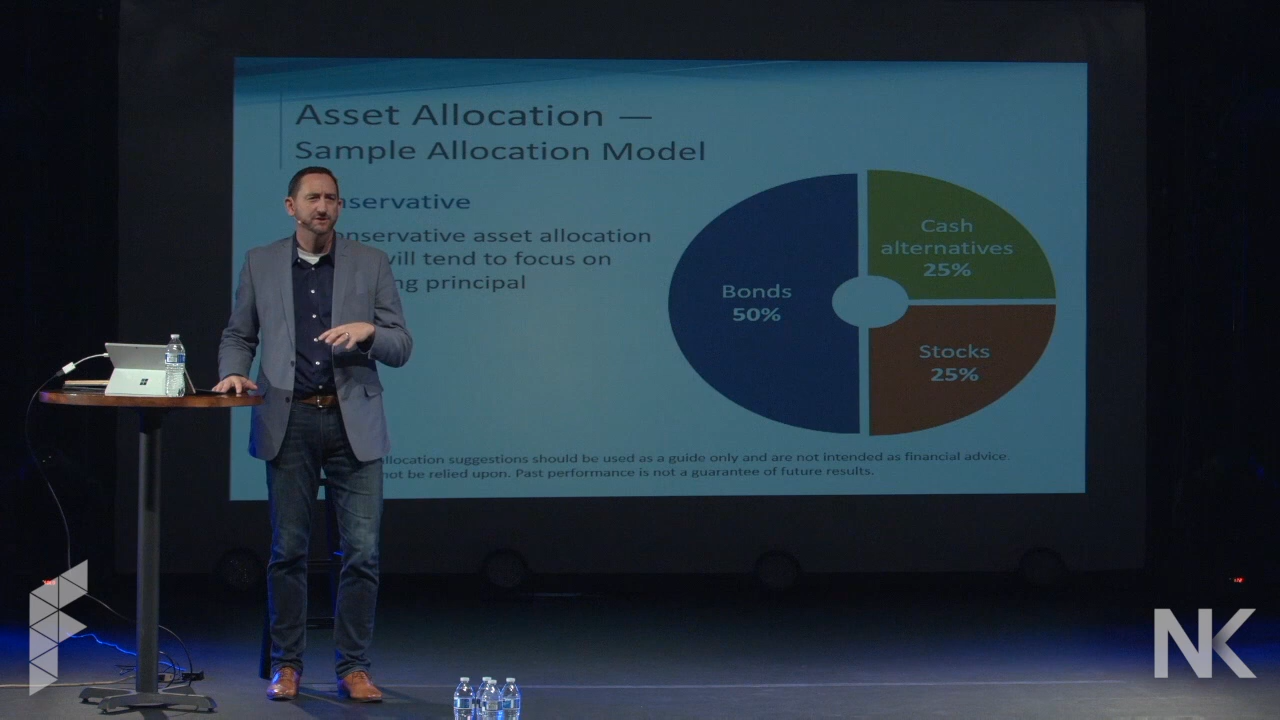 Asset Allocation —
Sample Allocation Model
nservative
onservative asset allocation
will tend to focus on
ng principal
Cash
alternatives
25%
Bonds
50%
Stocks
25%
llocation suggestions should be used as a guide only and are not intended as financial advice.
not be relied upon. Past performance is not a guarantee of future results.
NK